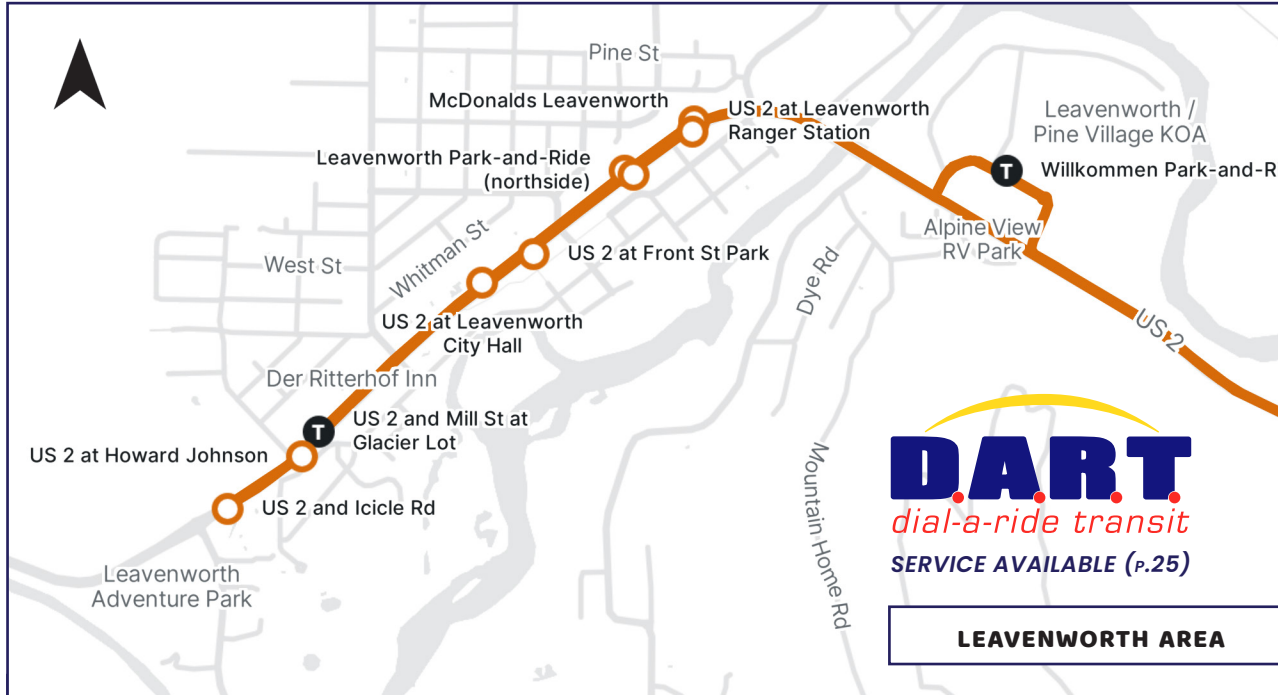 Pine St
McDonalds Leavenworth
US 2 at Leavenworth
Ranger Station
Leavenworth /
Pine Village KOA
Leavenworth Park-and-Ride
(northside)
T
Willkommen Park-and-R
Whitman St
West St
US 2 at Front St Park
Dye Rd
Alpine View
RV Park
US 2 at Leavenworth
City Hall
US 2
Der Ritterhof Inn
T
US 2 and Mill St at
Glacier Lot
US 2 at Howard Johnson
US 2 and Icicle Rd
Mountain Home Rd
Leavenworth
Adventure Park
D.A.R.T.
dial-a-ride transit
SERVICE AVAILABLE (P.25)
LEAVENWORTH AREA